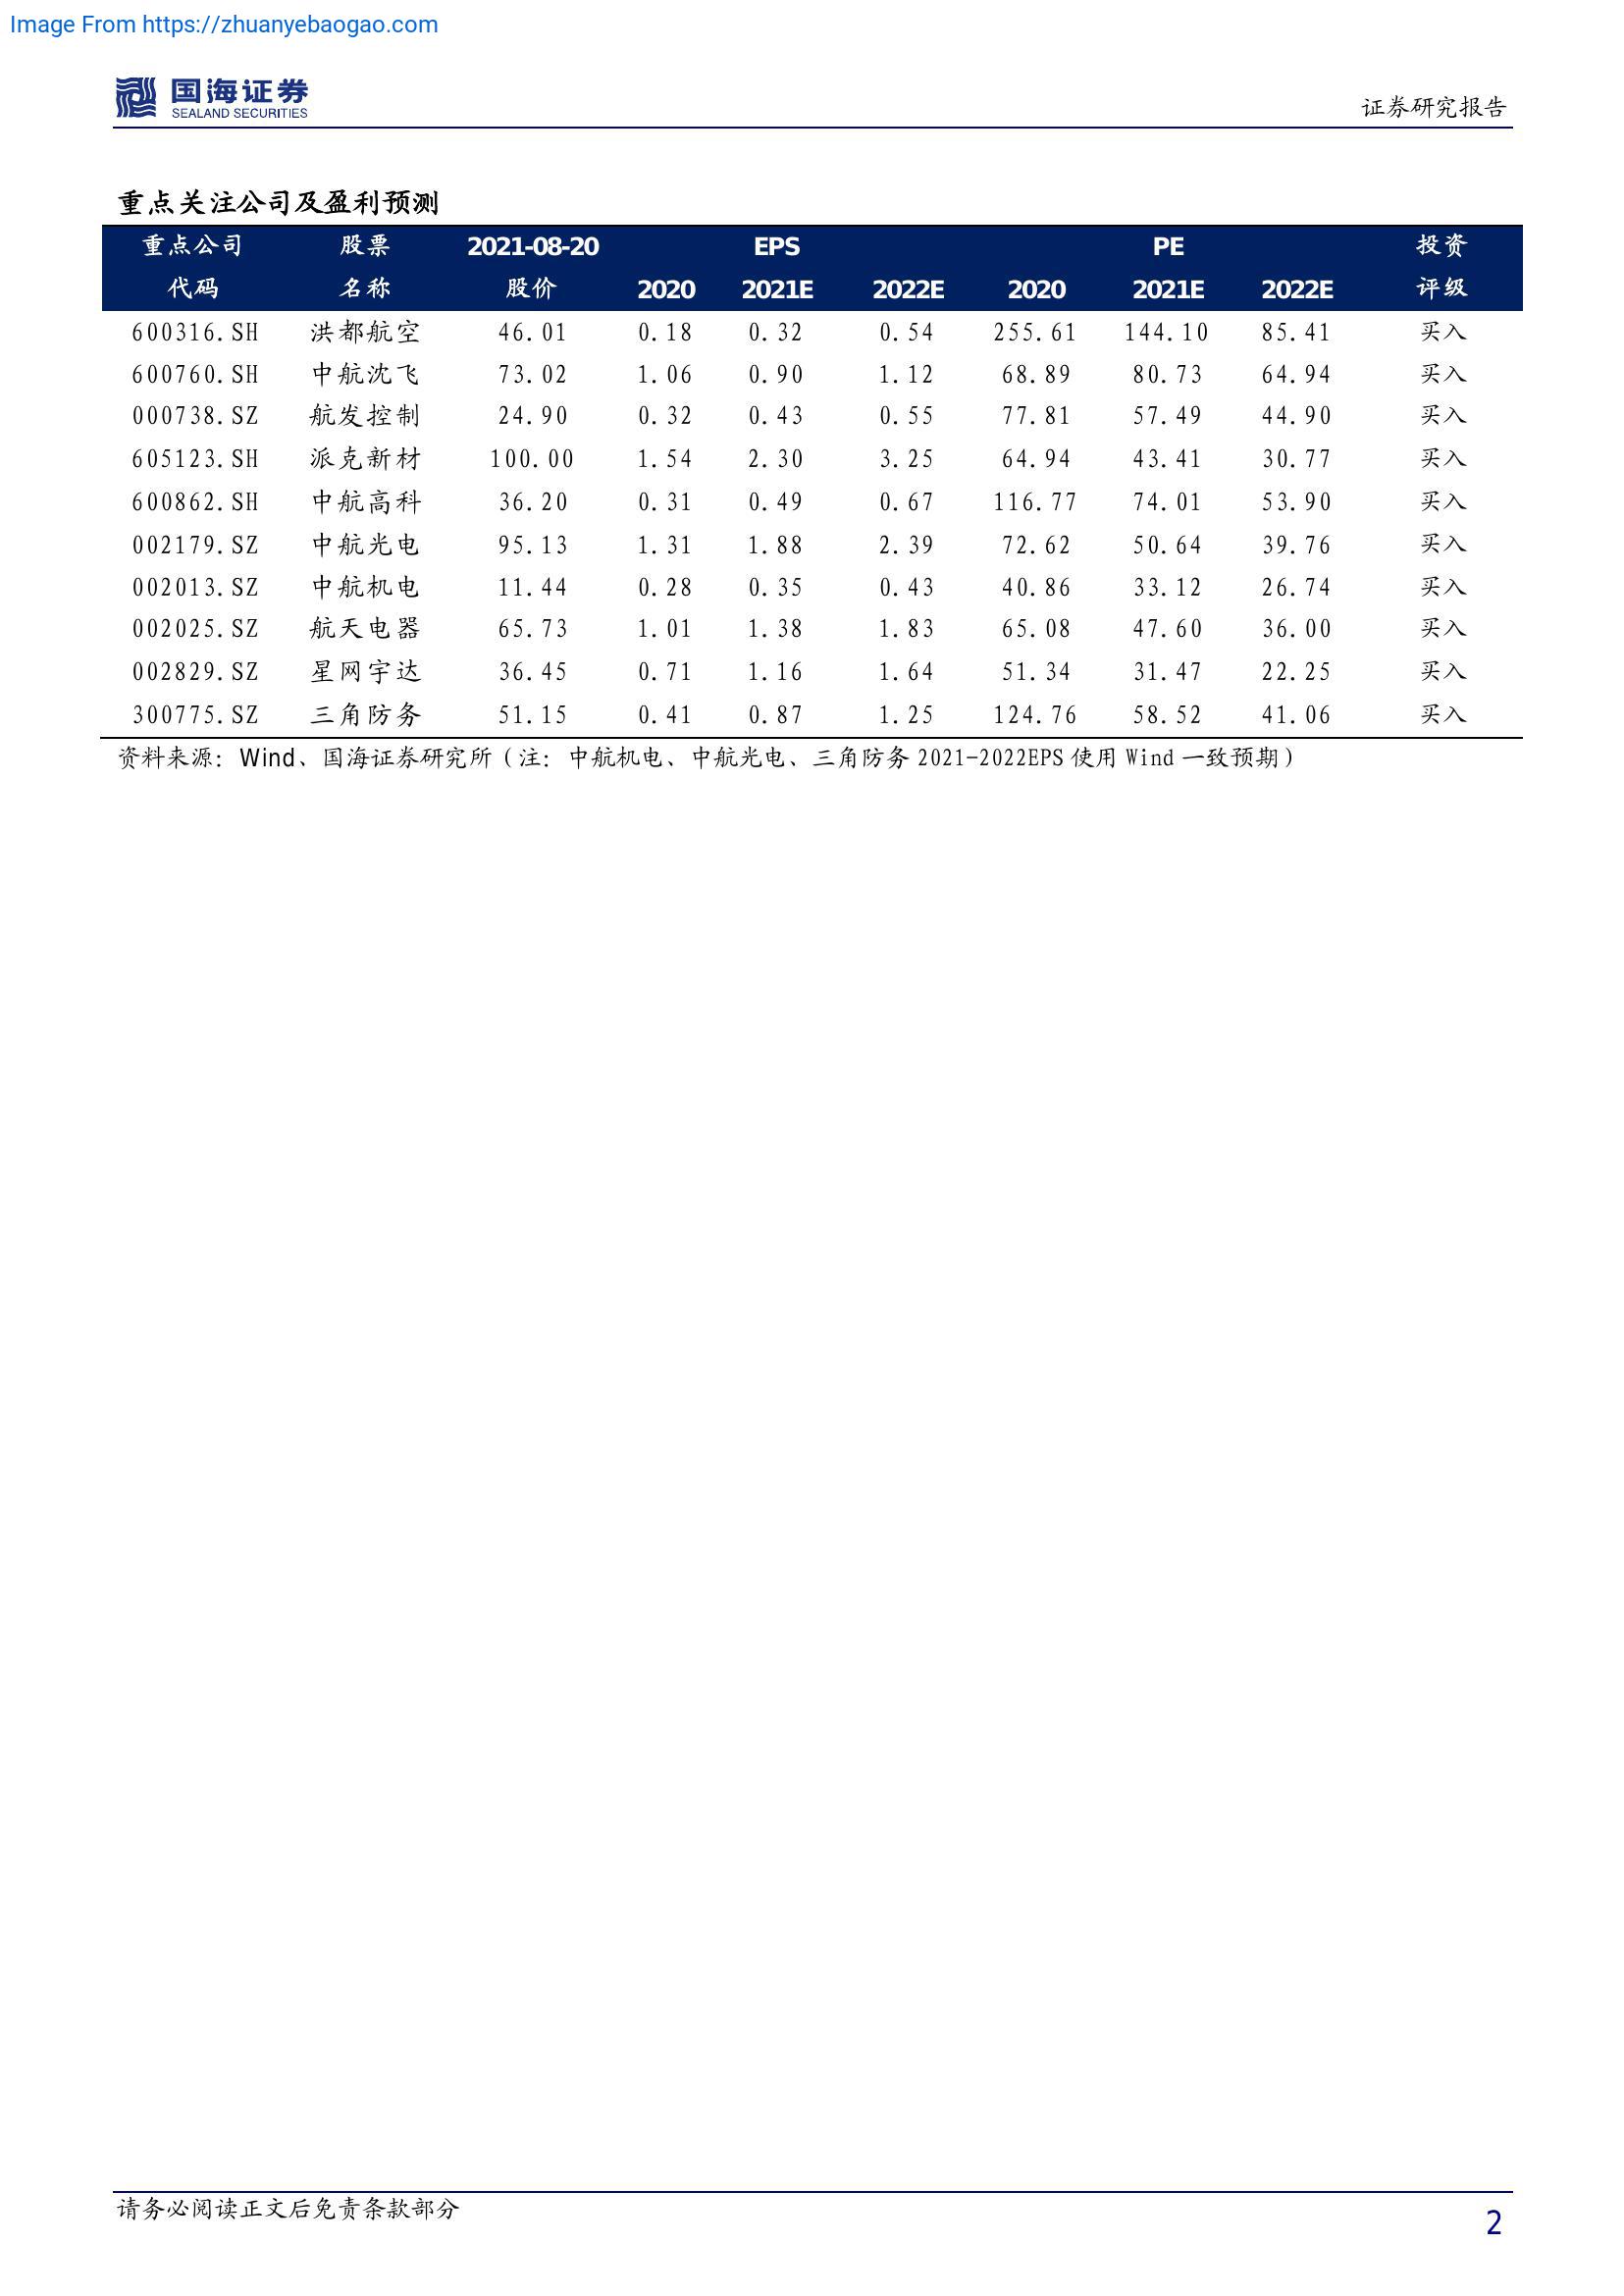 Image From https://zhuanyebaogao.com
国海证券
SEALAND SECURITIES
证券研究报告
重点关注公司及盈利预测
重点公司 股票 2021-08-20 EPS PE 投资
代码 名称 股价 2020 2021E 2022E 2020 2021E 2022E 评级
600316.SH 洪都航空 46.01 0.18 0.32 0.54 255.61 144.10 85.41 买入
600760.SH 中航沈飞 73.02 1.06 0.90 1.12 68.89 80.73 64.94 买入
000738.SZ 航发控制 24.90 0.32 0.43 0.55 77.81 57.49 44.90 买入
605123.SH 派克新材 100.00 1.54 2.30 3.25 64.94 43.41 30.77 买入
600862.SH 中航高科 36.20 0.31 0.49 0.67 116.77 74.01 53.90 买入
002179.SZ 中航光电 95.13 1.31 1.88 2.39 72.62 50.64 39.76 买入
002013.SZ 中航机电 11.44 0.28 0.35 0.43 40.86 33.12 26.74 买入
002025.SZ 航天电器 65.73 1.01 1.38 1.83 65.08 47.60 36.00 买入
002829.SZ 星网宇达 36.45 0.71 1.16 1.64 51.34 31.47 22.25 买入
300775.SZ 三角防务 51.15 0.41 0.87 1.25 124.76 58.52 41.06 买入
资料来源：Wind、国海证券研究所（注：中航机电、中航光电、三角防务 2021-2022EPS 使用 Wind 一致预期）
请务必阅读正文后免责条款部分
2